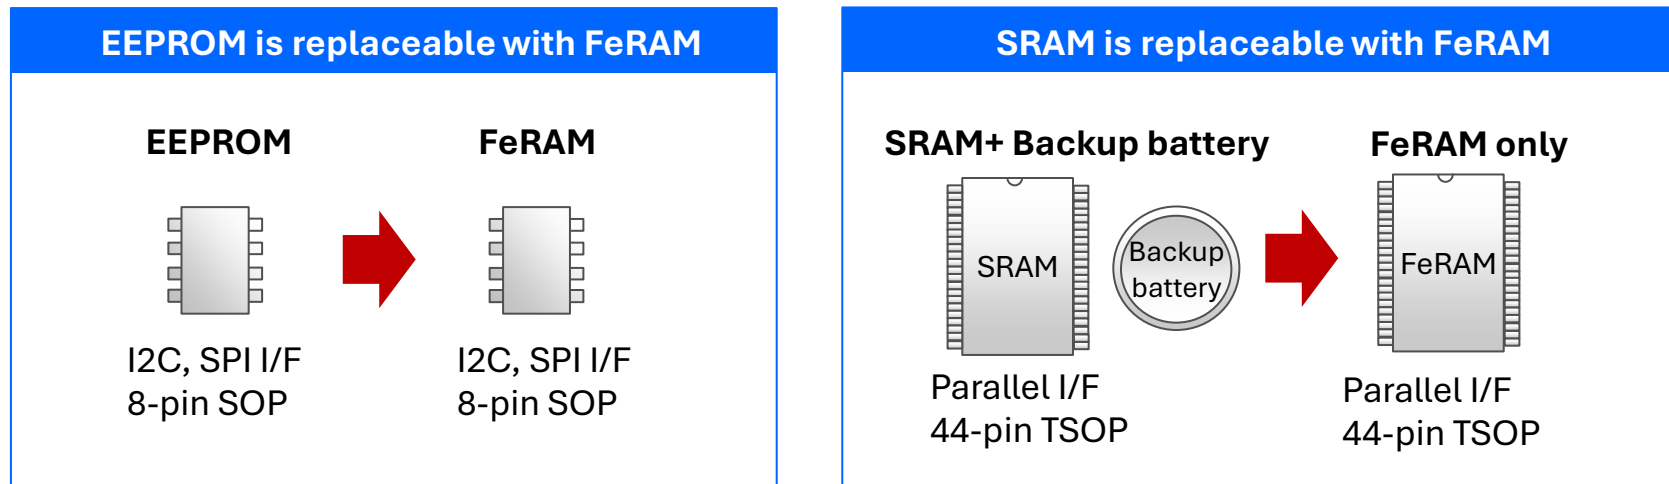 EEPROM is replaceable with FeRAM
EEPROM
FeRAM
I2C, SPI I/F
8-pin SOP
I2C, SPI I/F
8-pin SOP
SRAM is replaceable with FeRAM
SRAM+ Backup battery
FeRAM only
SRAM
Backup
battery
FeRAM
Parallel I/F
44-pin TSOP
Parallel I/F
44-pin TSOP